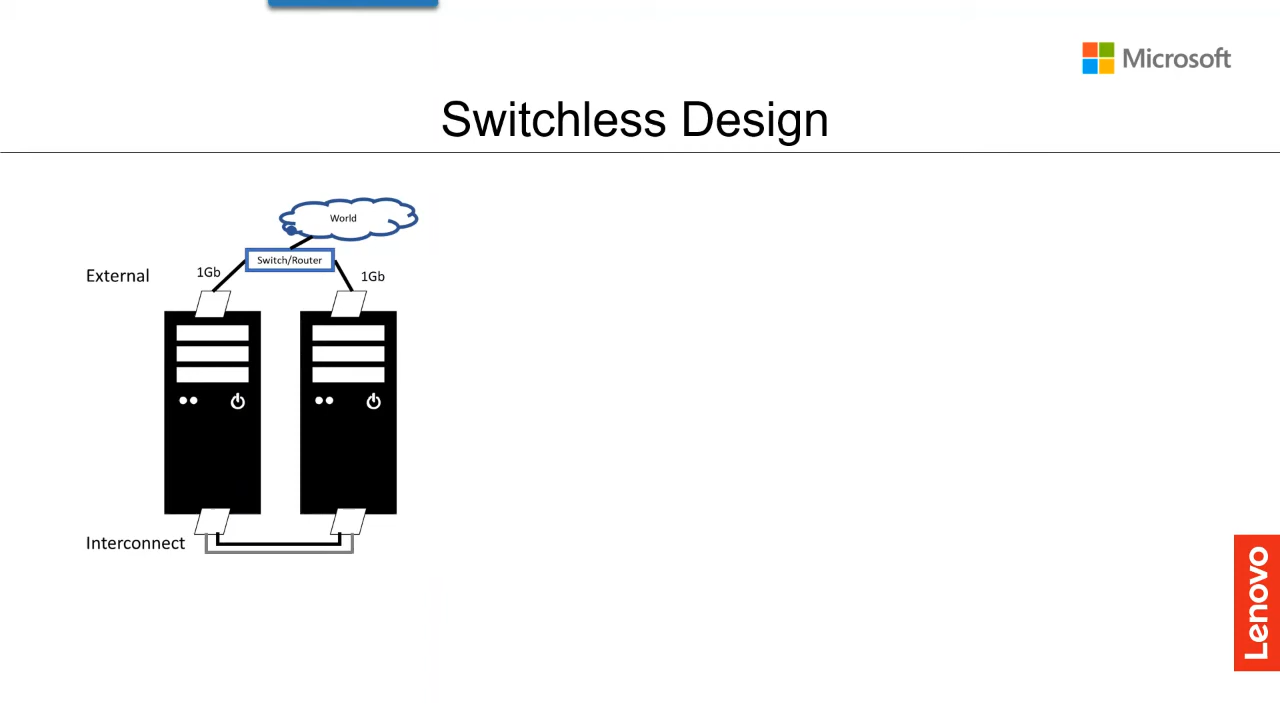 Microsoft
Switchless Design
World
Switch/Router
External
1Gb
1Gb
Interconnect
Lenovo